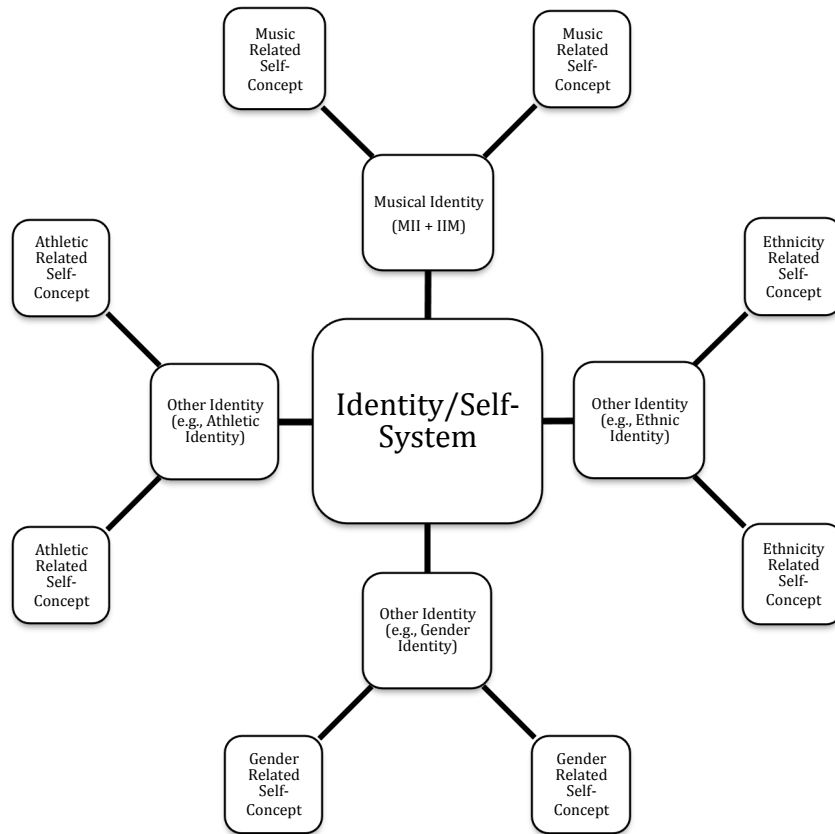 Music
Related
Self-
Concept
Music
Related
Self-
Concept
Musical Identity
(MII + IIM)
Athletic
Related
Self-
Concept
Ethnicity
Related
Self-
Concept
Other Identity
(e.g., Athletic
Identity)
Identity/Self-
System
Other Identity
(e.g., Ethnic
Identity)
Athletic
Related
Self-
Concept
Ethnicity
Related
Self-
Concept
Other Identity
(e.g., Gender
Identity)
Gender
Related
Self-
Concept
Gender
Related
Self-
Concept